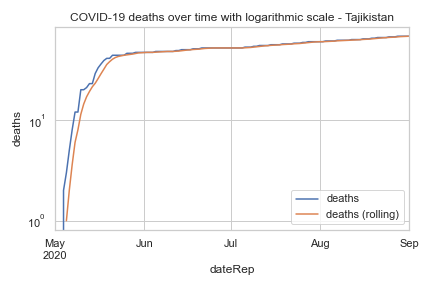 COVID-19 deaths over time with logarithmic scale - Tajikistan
deaths
10¹
10⁰
May
2020
Jun
Jul
Aug
Sep
dateRep
deaths
deaths (rolling)